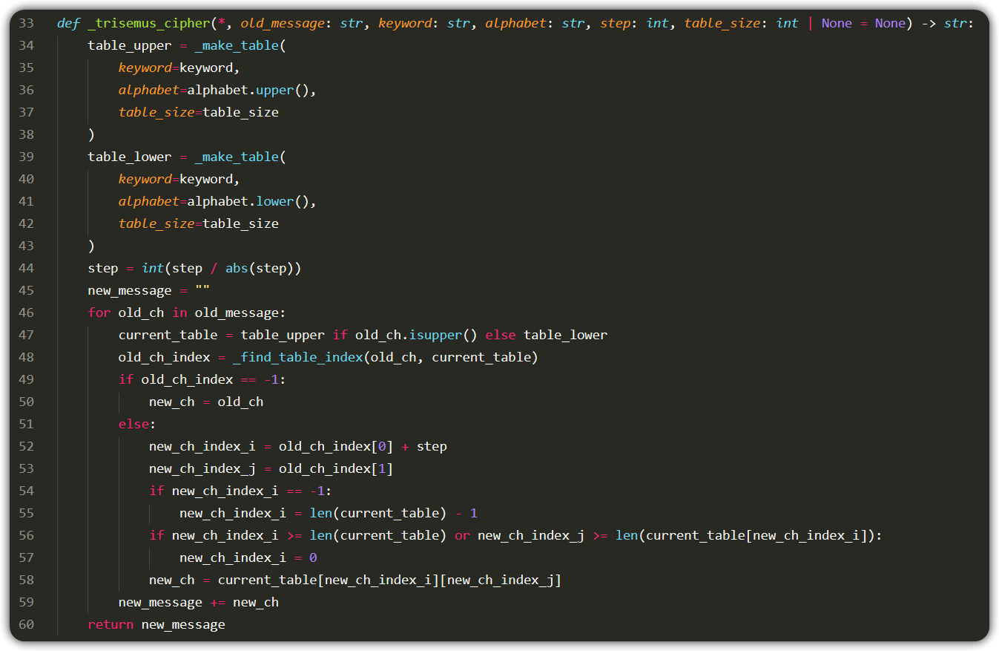 33 def _trisemus_cipher(*, old_message: str, keyword: str, alphabet: str, step: int, table_size: int | None = None) -> str:
34     table_upper = _make_table(
35         keyword=keyword,
36         alphabet=alphabet.upper(),
37         table_size=table_size
38     )
39     table_lower = _make_table(
40         keyword=keyword,
41         alphabet=alphabet.lower(),
42         table_size=table_size
43     )
44     step = int(step / abs(step))
45     new_message = ""
46     for old_ch in old_message:
47         current_table = table_upper if old_ch.isupper() else table_lower
48         old_ch_index = _find_table_index(old_ch, current_table)
49         if old_ch_index == -1:
50             new_ch = old_ch
51         else:
52             new_ch_index_i = old_ch_index[0] + step
53             new_ch_index_j = old_ch_index[1]
54             if new_ch_index_i == -1:
55                 new_ch_index_i = len(current_table) - 1
56             if new_ch_index_i >= len(current_table) or new_ch_index_j >= len(current_table[new_ch_index_i]):
57                 new_ch_index_i = 0
58             new_ch = current_table[new_ch_index_i][new_ch_index_j]
59         new_message += new_ch
60     return new_message